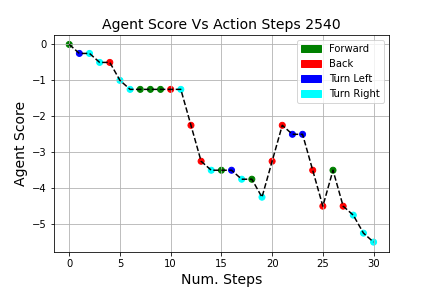 Agent Score Vs Action Steps 2540
Forward
Back
Turn Left
Turn Right
Agent Score
0
−1
−2
−3
−4
−5
0 5 10 15 20 25 30
Num. Steps